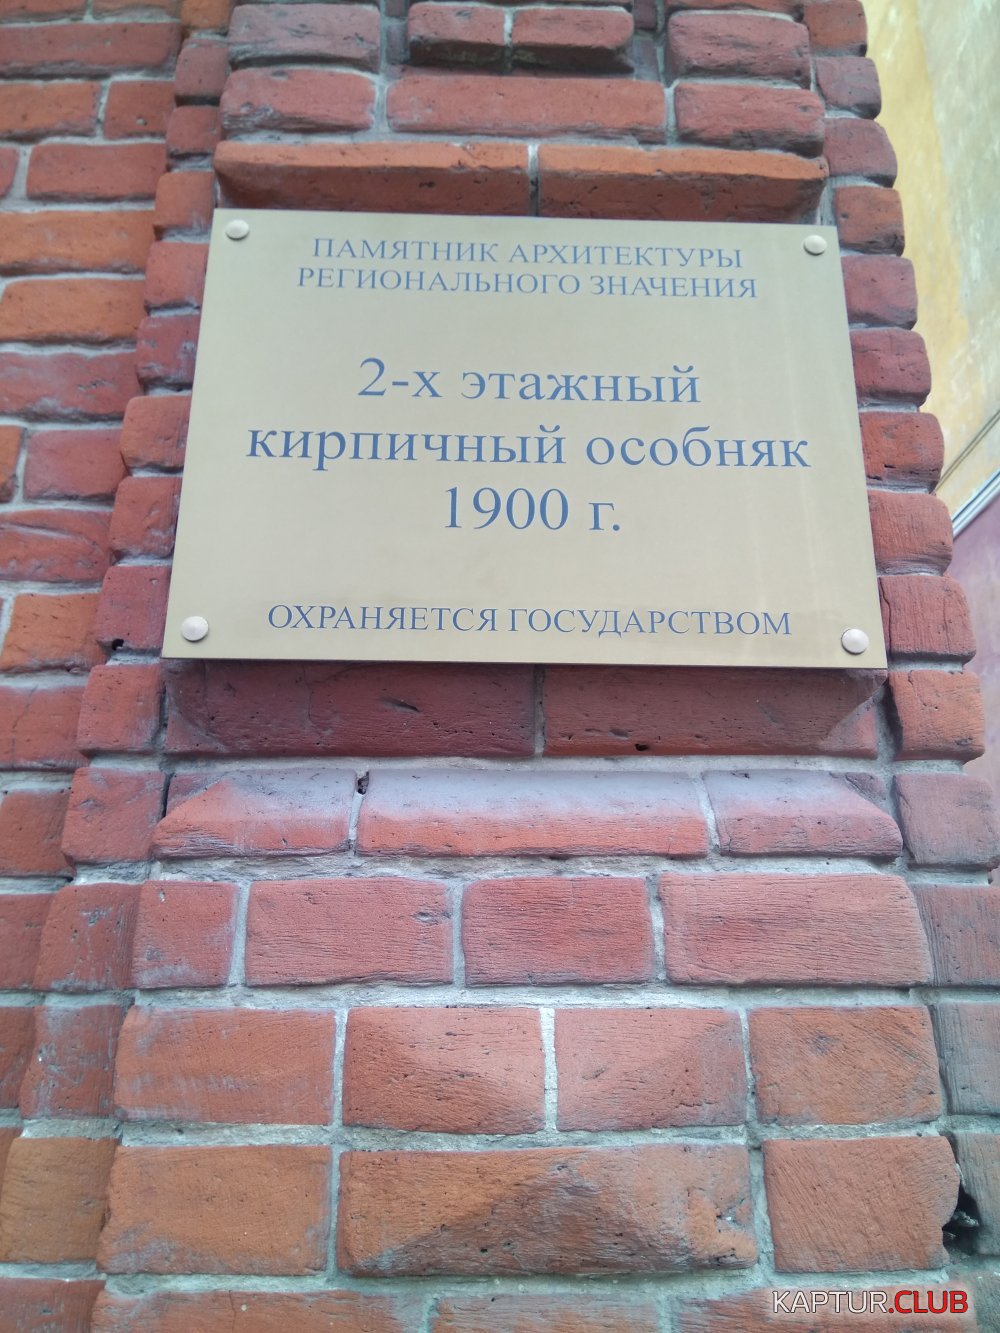 ПАМЯТНИК АРХИТЕКТУРЫ
РЕГИОНАЛЬНОГО ЗНАЧЕНИЯ
2-х этажный
кирпичный особняк
1900 г.
ОХРАНЯЕТСЯ ГОСУДАРСТВОМ
KAPTUR.CLUB